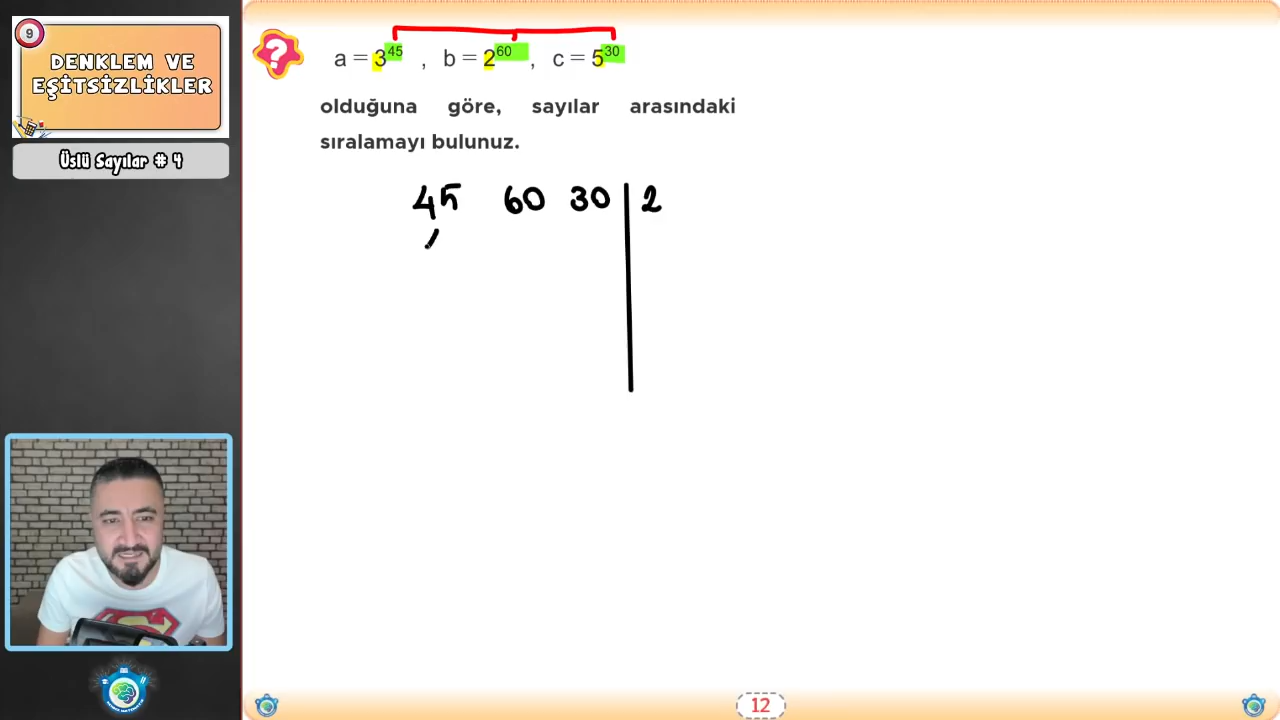 9
DENKLEM VE
EŞİTSİZLİKLER
Üslü Sayılar # 4
?
a = 3^45 , b = 2^60 , c = 5^30
olduğuna göre, sayılar arasındaki
sıralamayı bulunuz.
45 60 30 | 2
12